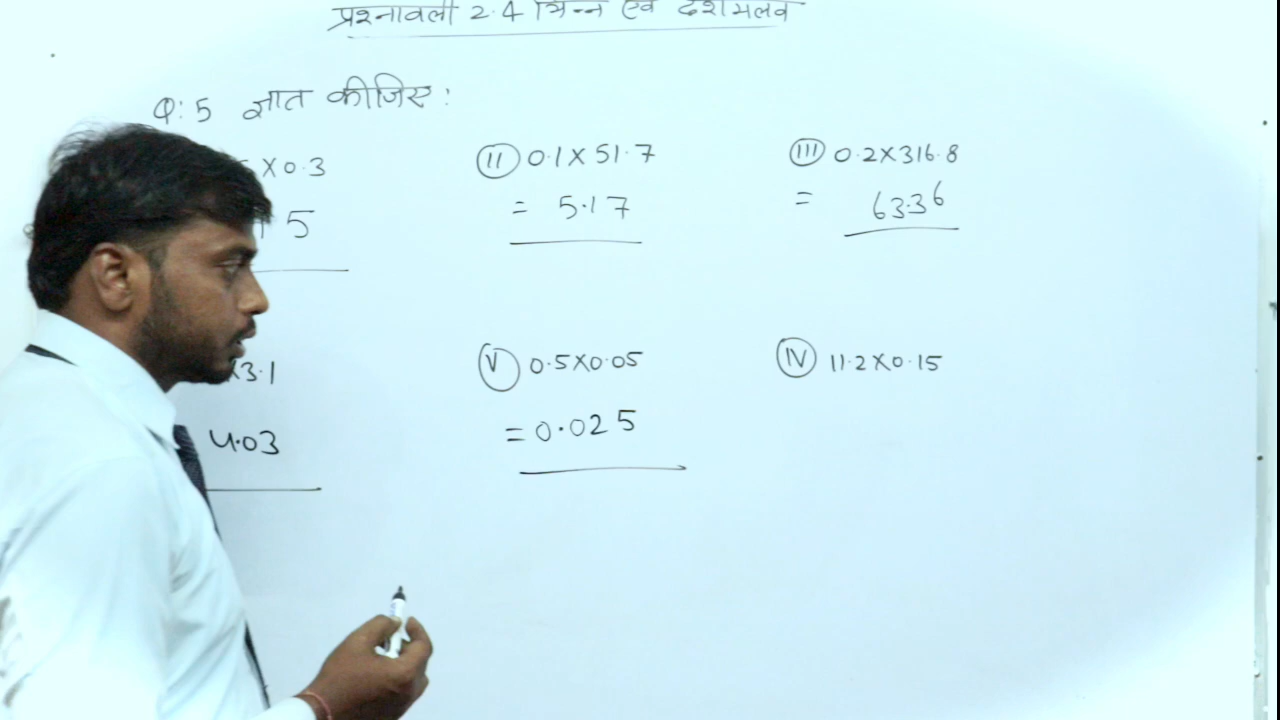 प्रश्नावली 2.4 भिन्न एवं दशमलव
Q: 5 ज्ञात कीजिए :
X 0.3
5
II 0.1 X 51.7
= 5.17
III 0.2 X 316.8
= 63.36
X 3.1
4.03
V 0.5 X 0.05
= 0.025
IV 11.2 X 0.15